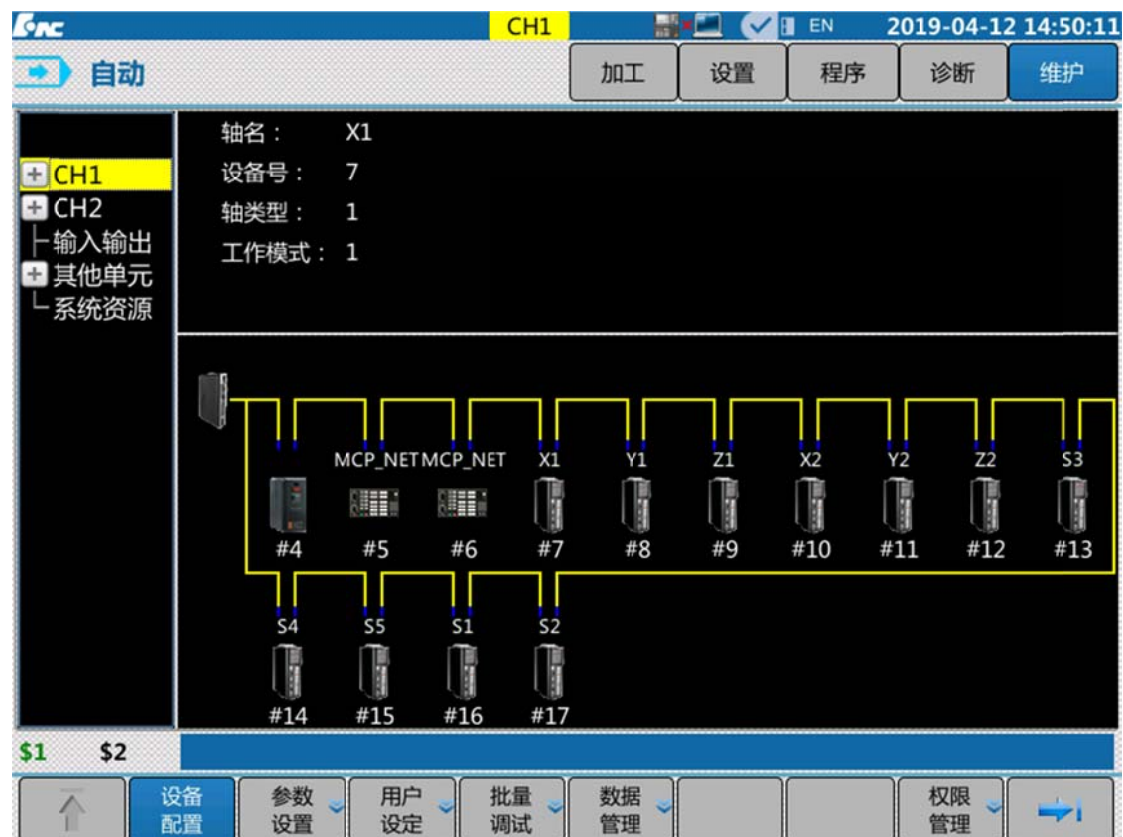 CH1 EN 2019-04-12 14:50:11
自动 加工 设置 程序 诊断 维护
轴名： X1
设备号： 7
轴类型： 1
工作模式： 1
CH1
CH2
输入输出
其他单元
系统资源
MCP_NET MCP_NET X1 Y1 Z1 X2 Y2 Z2 S3
#4 #5 #6 #7 #8 #9 #10 #11 #12 #13
S4 S5 S1 S2
#14 #15 #16 #17
$1 $2
设备 参数 用户 批量 数据 权限
配置 设置 设定 调试 管理 管理